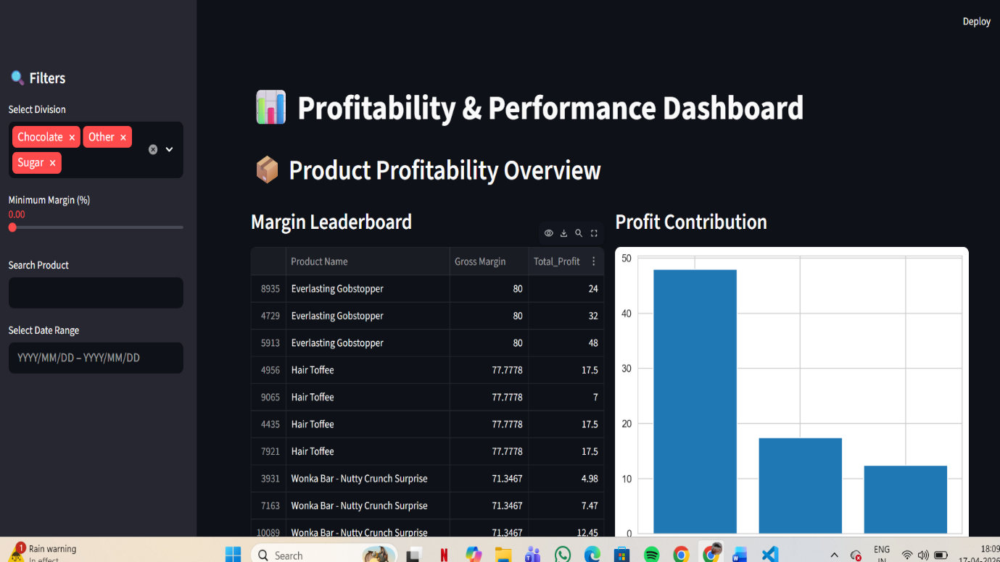 Deploy
Filters
Select Division
Chocolate × Other ×
Sugar ×
Minimum Margin (%)
0.00
Search Product
Select Date Range
YYYY/MM/DD – YYYY/MM/DD
Profitability & Performance Dashboard
Product Profitability Overview
Margin Leaderboard
Product Name Gross Margin Total_Profit
8935 Everlasting Gobstopper 80 24
4729 Everlasting Gobstopper 80 32
5913 Everlasting Gobstopper 80 48
4956 Hair Toffee 77.7778 17.5
9065 Hair Toffee 77.7778 7
4435 Hair Toffee 77.7778 17.5
7921 Hair Toffee 77.7778 17.5
3931 Wonka Bar - Nutty Crunch Surprise 71.3467 4.98
7163 Wonka Bar - Nutty Crunch Surprise 71.3467 7.47
10089 Wonka Bar - Nutty Crunch Surprise 71.3467 12.45
Profit Contribution
50
40
30
20
10
0
1
Rain warning
In effect
Search
ENG
IN
18:09
17-04-2026